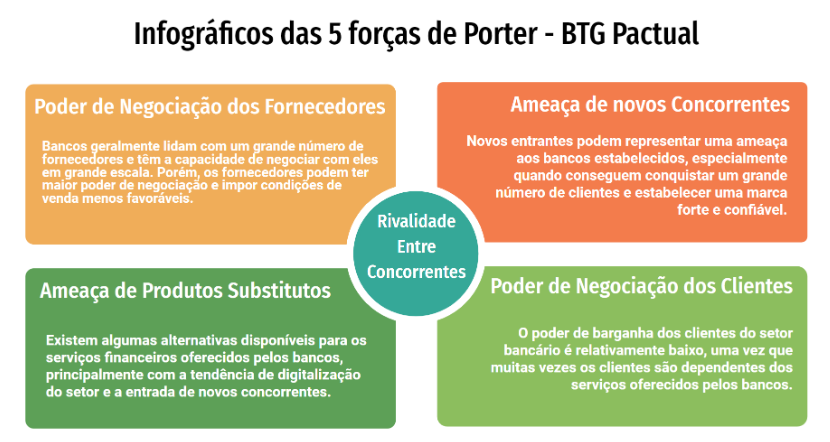 Infográficos das 5 forças de Porter - BTG Pactual
Poder de Negociação dos Fornecedores
Bancos geralmente lidam com um grande número de
fornecedores e têm a capacidade de negociar com eles
em grande escala. Porém, os fornecedores podem ter
maior poder de negociação e impor condições de
venda menos favoráveis.
Ameaça de novos Concorrentes
Novos entrantes podem representar uma ameaça
aos bancos estabelecidos, especialmente
quando conseguem conquistar um grande
número de clientes e estabelecer uma marca
forte e confiável.
Rivalidade
Entre
Concorrentes
Ameaça de Produtos Substitutos
Existem algumas alternativas disponíveis para os
serviços financeiros oferecidos pelos bancos,
principalmente com a tendência de digitalização
do setor e a entrada de novos concorrentes.
Poder de Negociação dos Clientes
O poder de barganha dos clientes do setor
bancário é relativamente baixo, uma vez que
muitas vezes os clientes são dependentes dos
serviços oferecidos pelos bancos.